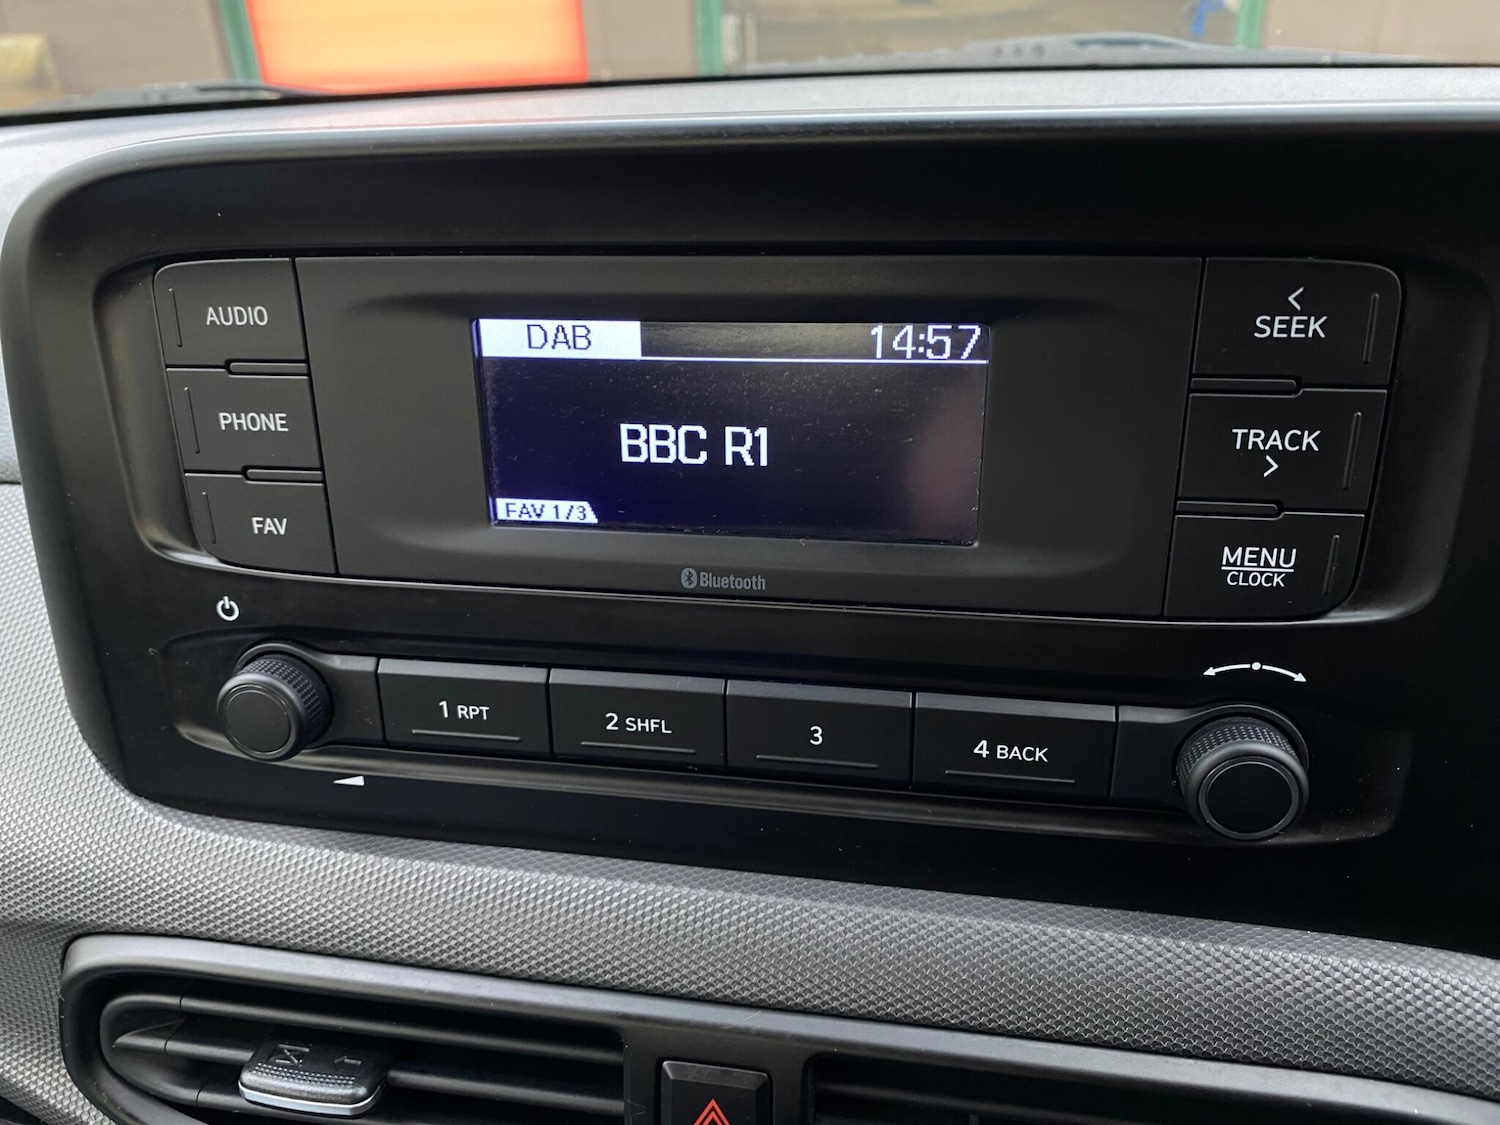 DAB 14:57
BBC R1
FAV 1/3
Bluetooth
AUDIO
PHONE
FAV
<
SEEK
TRACK
>
MENU
CLOCK
1 RPT
2 SHFL
3
4 BACK